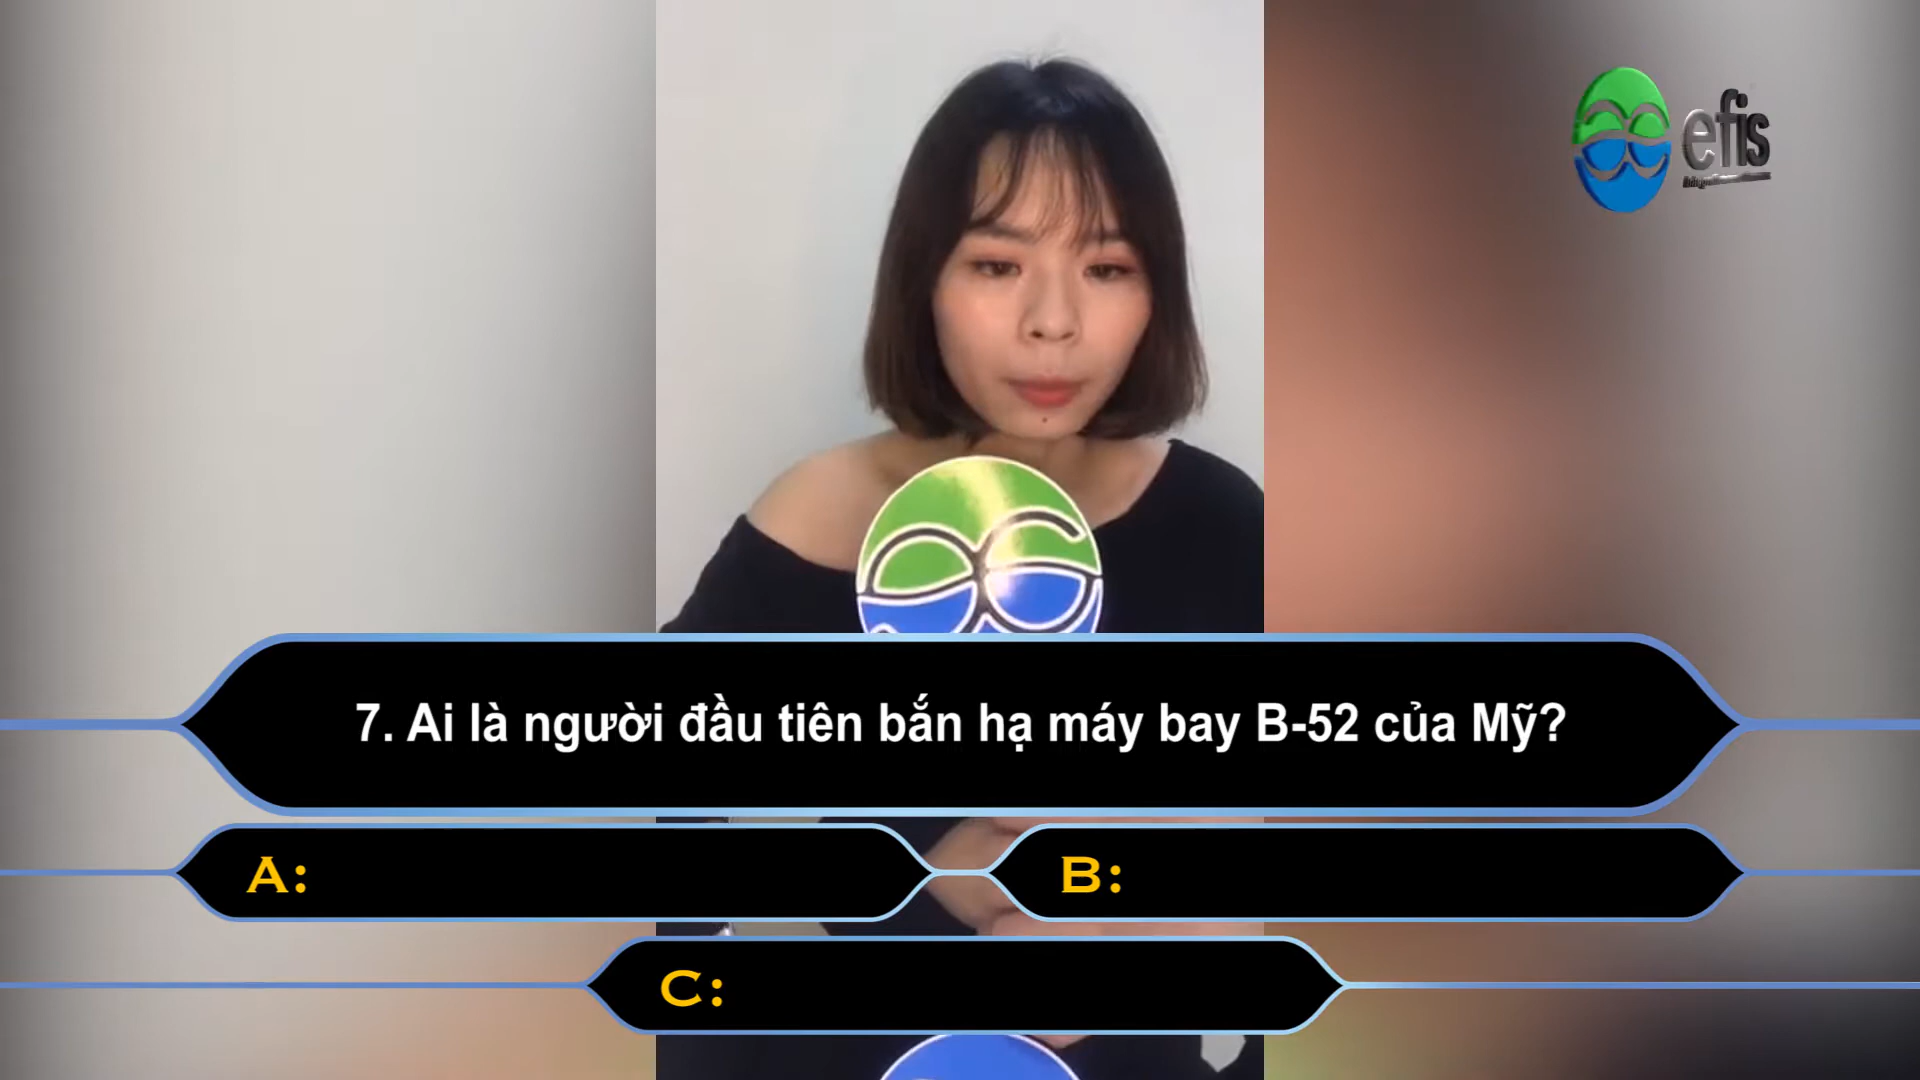 efis
7. Ai là người đầu tiên bắn hạ máy bay B-52 của Mỹ?
A:
B:
C: